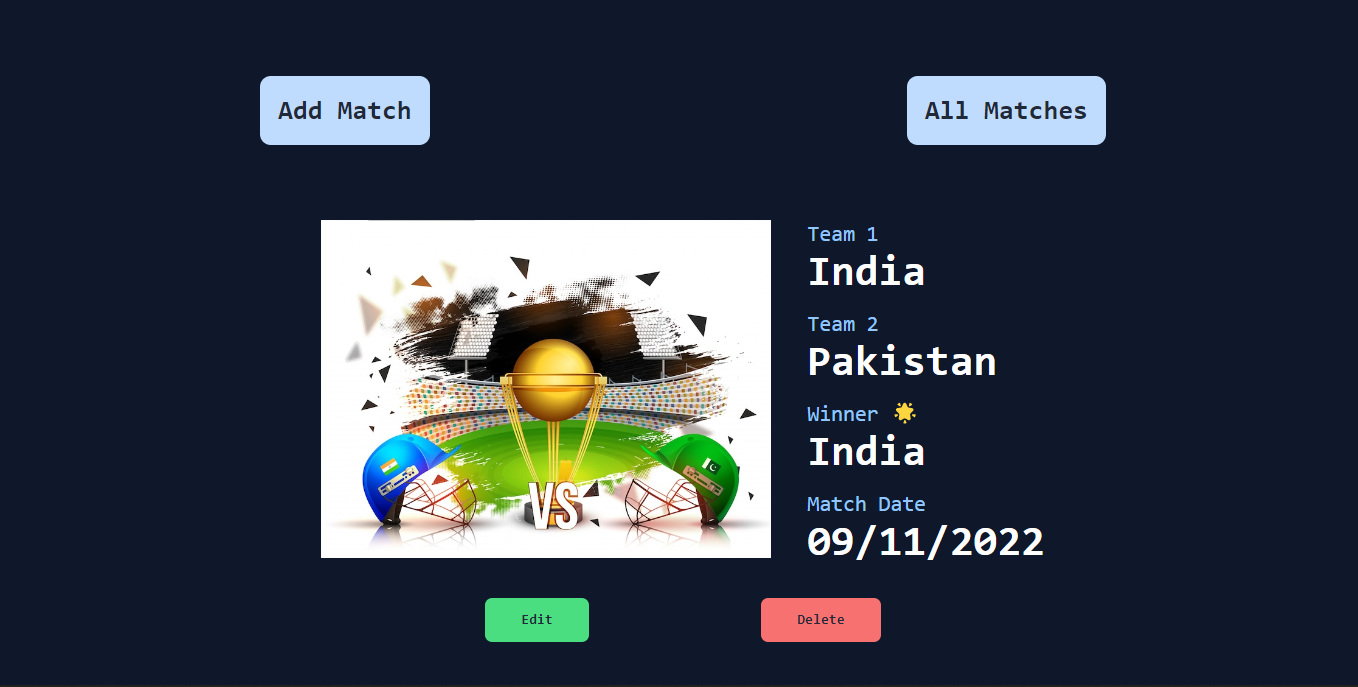 Add Match
All Matches
Team 1
India
Team 2
Pakistan
Winner 🌟
India
Match Date
09/11/2022
VS
Edit
Delete